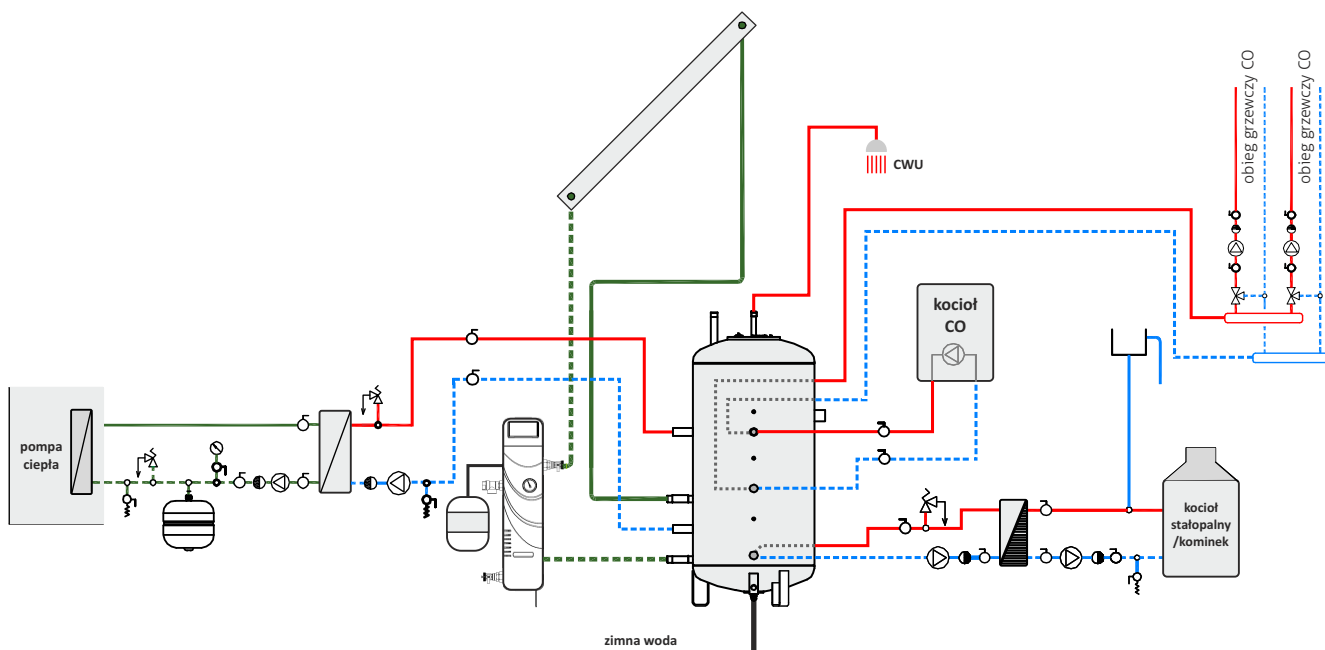 obieg grzewczy CO
obieg grzewczy CO
CWU
kocioł
CO
pompa
ciepła
kocioł
stałopalny
/kominek
zimna woda